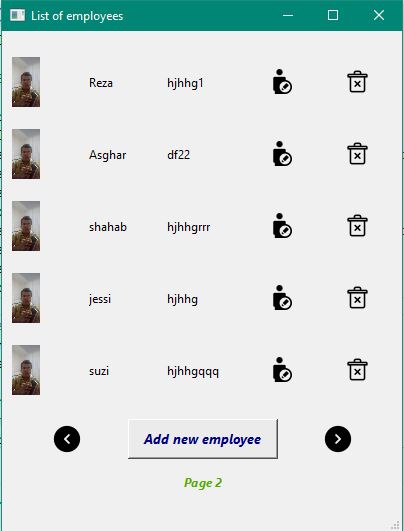 List of employees
Reza hjhhg1
Asghar df22
shahab hjhhgrrr
jessi hjhhg
suzi hjhhgqqq
Add new employee
Page 2